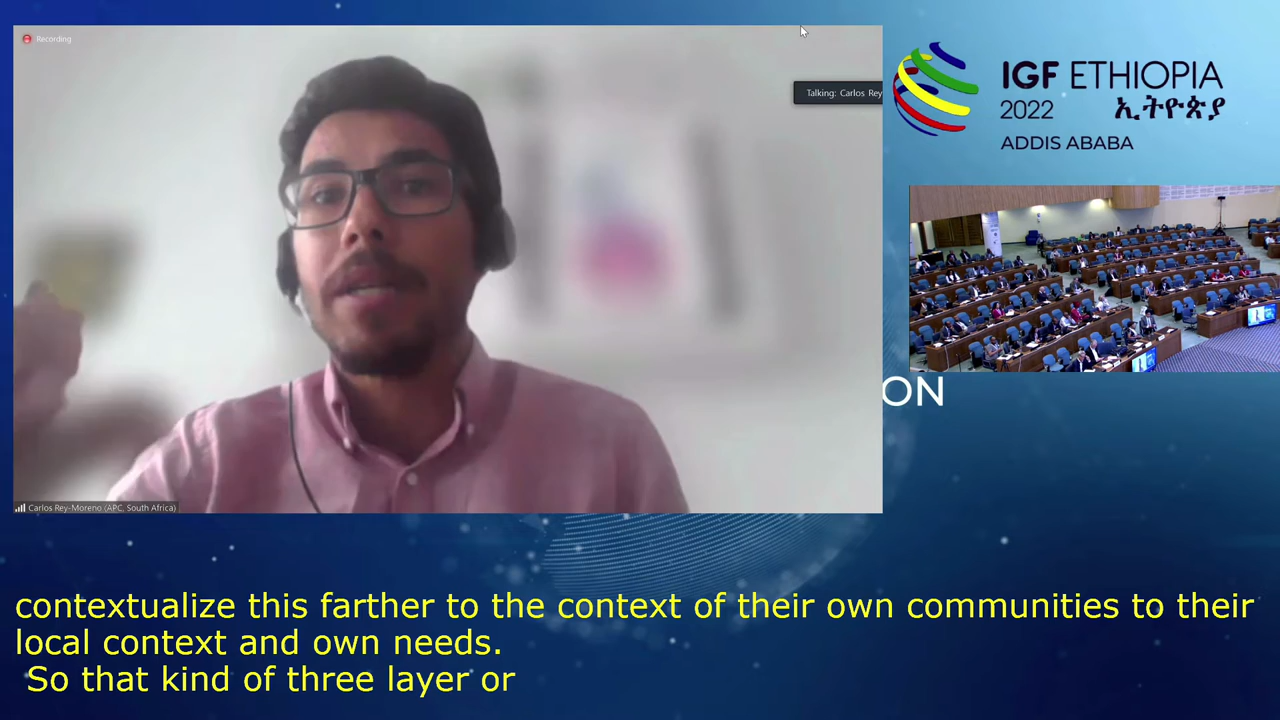 Recording
Talking: Carlos Rey
IGF ETHIOPIA
2022 ኢትዮጵያ
ADDIS ABABA
ON
Carlos Rey-Moreno (APC, South Africa)
contextualize this farther to the context of their own communities to their
local context and own needs.
So that kind of three layer or